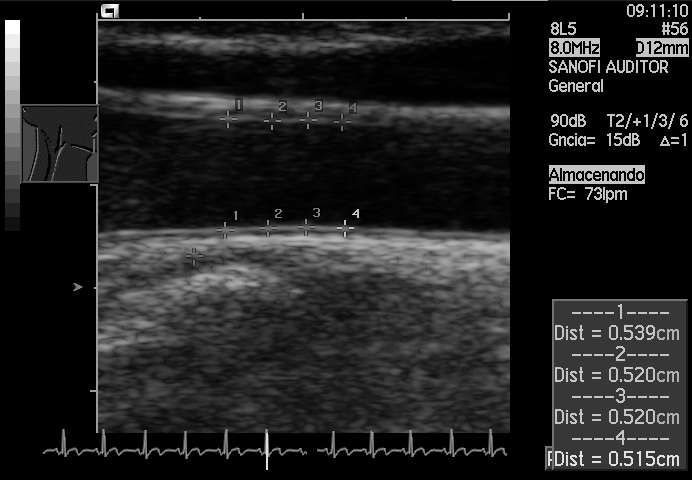 09:11:10
8L5 #56
8.0MHz D12mm
SANOFI AUDITOR
General
90dB T2/+1/3/ 6
Gncia= 15dB Δ=1
Almacenando
FC= 73lpm
1 2 3 4
1 2 3 4
----1----
Dist = 0.539cm
----2----
Dist = 0.520cm
----3----
Dist = 0.520cm
----4----
Dist = 0.515cm